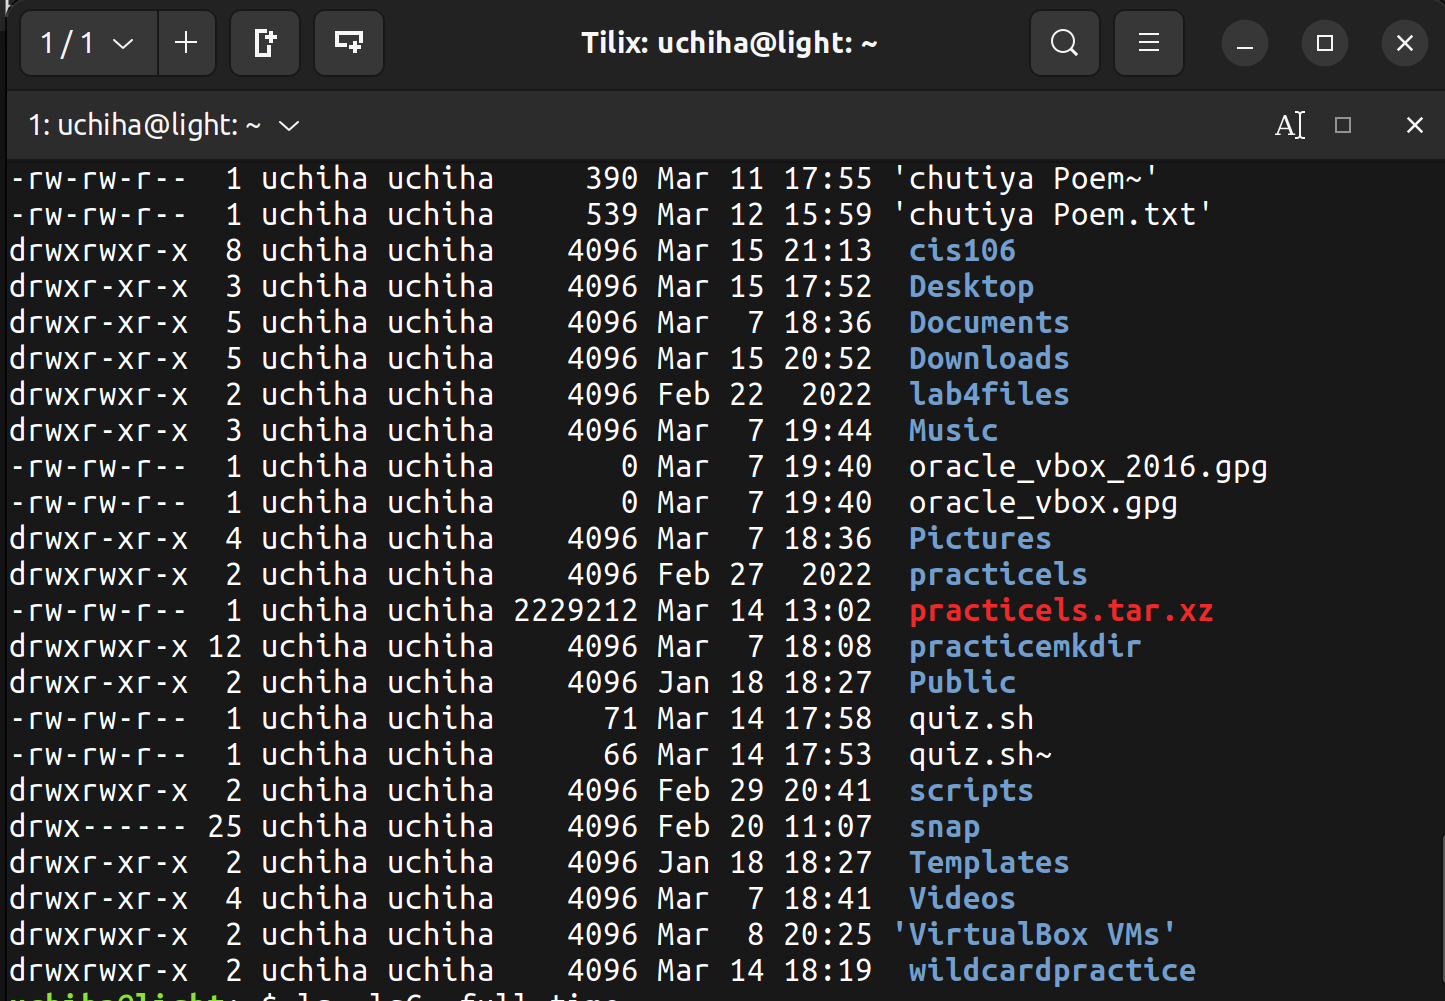 1 / 1
Tilix: uchiha@light: ~
1: uchiha@light: ~
-rw-rw-r--  1 uchiha uchiha     390 Mar 11 17:55 'chutiya Poem~'
-rw-rw-r--  1 uchiha uchiha     539 Mar 12 15:59 'chutiya Poem.txt'
drwxrwxr-x  8 uchiha uchiha    4096 Mar 15 21:13  cis106
drwxr-xr-x  3 uchiha uchiha    4096 Mar 15 17:52  Desktop
drwxr-xr-x  5 uchiha uchiha    4096 Mar  7 18:36  Documents
drwxr-xr-x  5 uchiha uchiha    4096 Mar 15 20:52  Downloads
drwxrwxr-x  2 uchiha uchiha    4096 Feb 22  2022  lab4files
drwxr-xr-x  3 uchiha uchiha    4096 Mar  7 19:44  Music
-rw-rw-r--  1 uchiha uchiha       0 Mar  7 19:40  oracle_vbox_2016.gpg
-rw-rw-r--  1 uchiha uchiha       0 Mar  7 19:40  oracle_vbox.gpg
drwxr-xr-x  4 uchiha uchiha    4096 Mar  7 18:36  Pictures
drwxrwxr-x  2 uchiha uchiha    4096 Feb 27  2022  practicels
-rw-rw-r--  1 uchiha uchiha 2229212 Mar 14 13:02  practicels.tar.xz
drwxrwxr-x 12 uchiha uchiha    4096 Mar  7 18:08  practicemkdir
drwxr-xr-x  2 uchiha uchiha    4096 Jan 18 18:27  Public
-rw-rw-r--  1 uchiha uchiha      71 Mar 14 17:58  quiz.sh
-rw-rw-r--  1 uchiha uchiha      66 Mar 14 17:53  quiz.sh~
drwxrwxr-x  2 uchiha uchiha    4096 Feb 29 20:41  scripts
drwx------ 25 uchiha uchiha    4096 Feb 20 11:07  snap
drwxr-xr-x  2 uchiha uchiha    4096 Jan 18 18:27  Templates
drwxr-xr-x  4 uchiha uchiha    4096 Mar  7 18:41  Videos
drwxrwxr-x  2 uchiha uchiha    4096 Mar  8 20:25 'VirtualBox VMs'
drwxrwxr-x  2 uchiha uchiha    4096 Mar 14 18:19  wildcardpractice
uchiha@light: